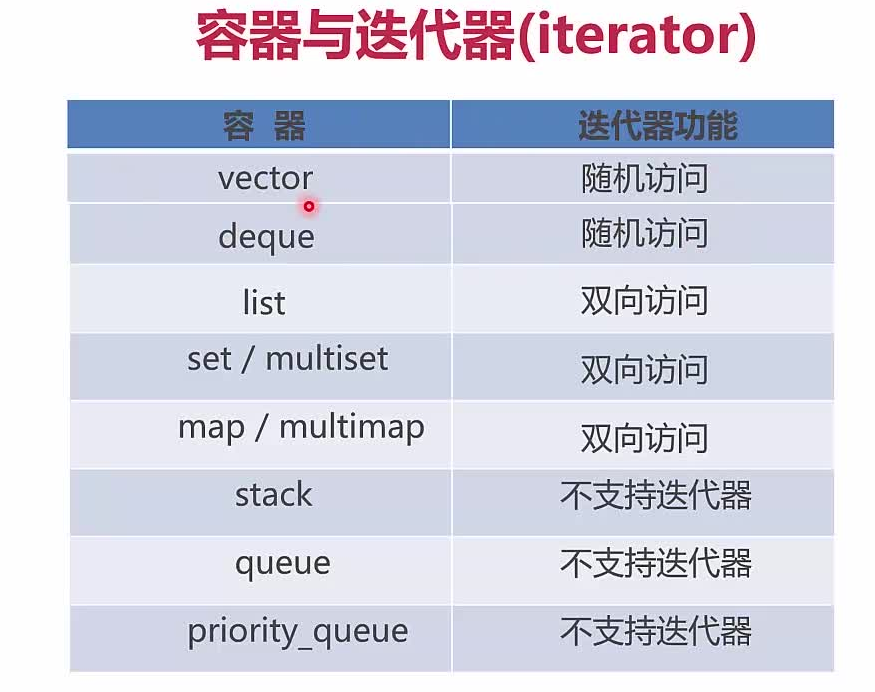 容器与迭代器(iterator)
容 器 迭代器功能
vector 随机访问
deque 随机访问
list 双向访问
set / multiset 双向访问
map / multimap 双向访问
stack 不支持迭代器
queue 不支持迭代器
priority_queue 不支持迭代器